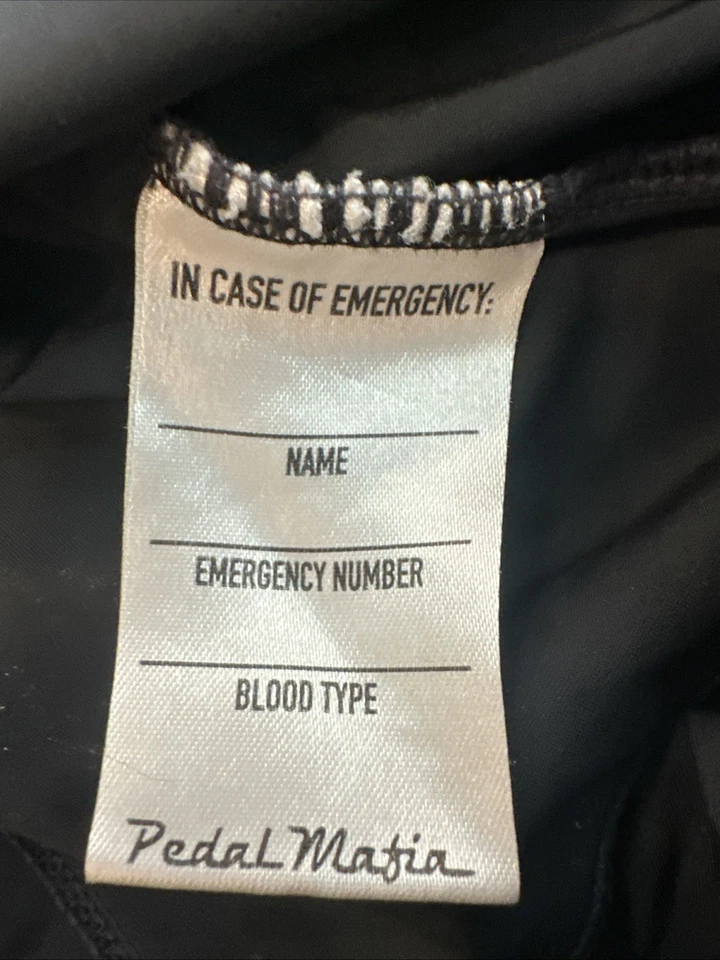 IN CASE OF EMERGENCY:
NAME
EMERGENCY NUMBER
BLOOD TYPE
Pedal Mafia